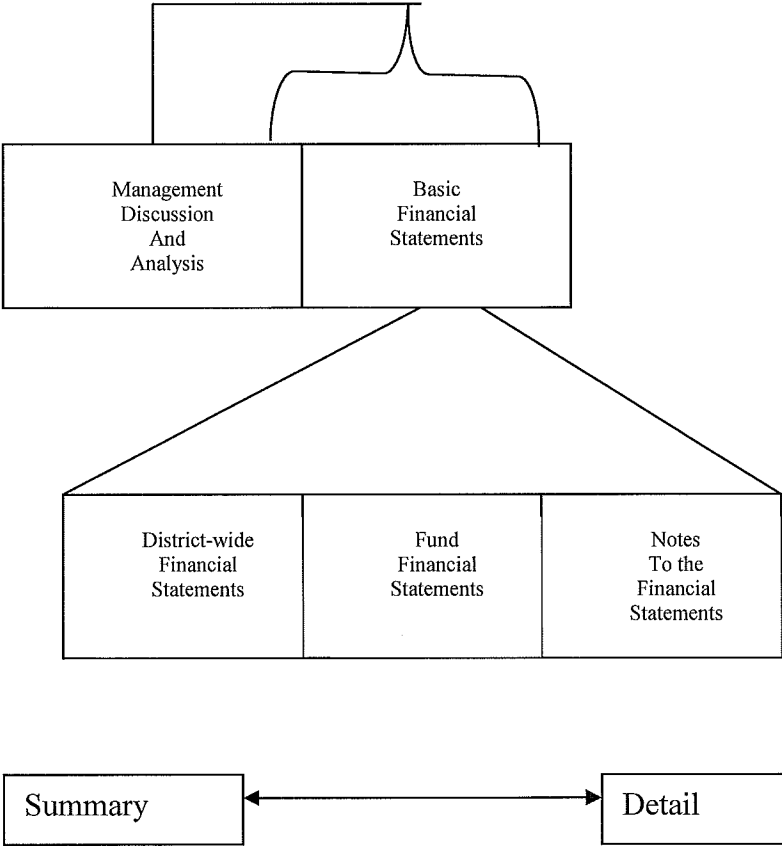 Management
Discussion
And
Analysis
Basic
Financial
Statements
District-wide
Financial
Statements
Fund
Financial
Statements
Notes
To the
Financial
Statements
Summary
Detail